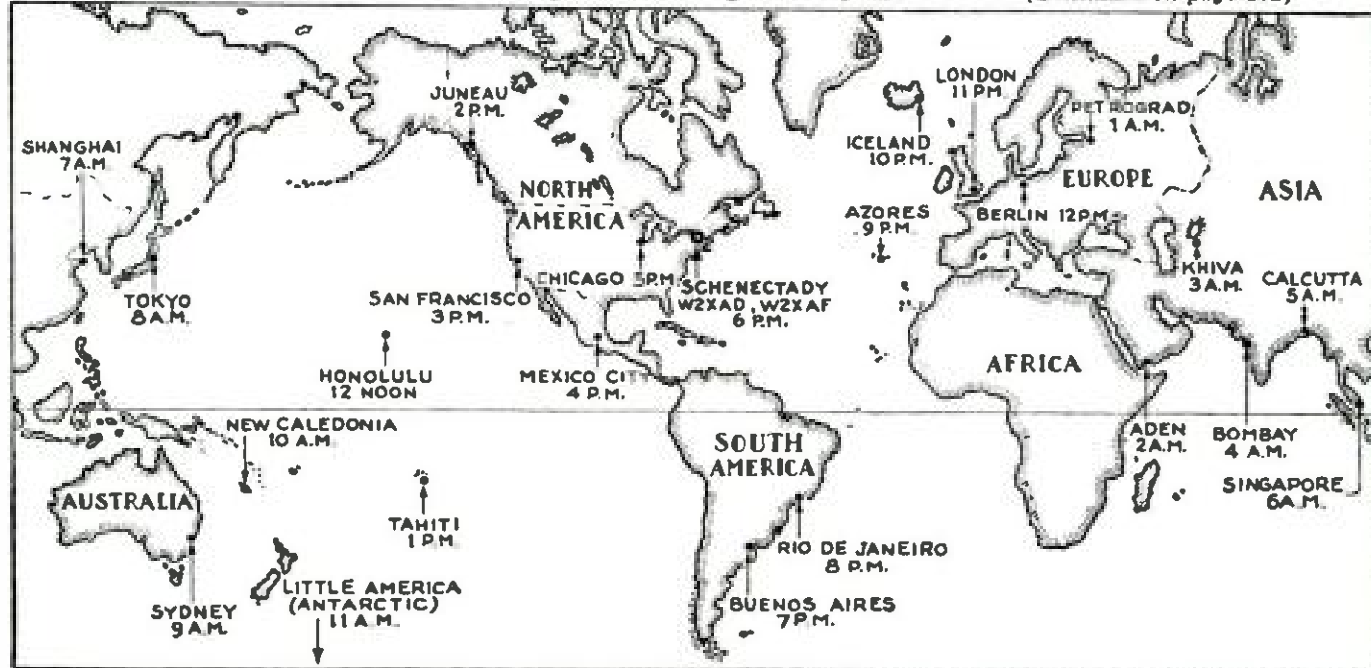 JUNEAU
2 P.M.
LONDON
11 P.M.
PETROGRAD
1 A.M.
SHANGHAI
7 A.M.
ICELAND
10 P.M.
NORTH
AMERICA
EUROPE
ASIA
AZORES
9 P.M.
BERLIN 12 P.M.
TOKYO
8 A.M.
SAN FRANCISCO
3 P.M.
CHICAGO 5 P.M.
SCHENECTADY
W2XAD, W2XAF
6 P.M.
KHIVA
3 A.M.
CALCUTTA
5 A.M.
HONOLULU
12 NOON
MEXICO CITY
4 P.M.
AFRICA
NEW CALEDONIA
10 A.M.
SOUTH
AMERICA
ADEN
2 A.M.
BOMBAY
4 A.M.
SINGAPORE
6 A.M.
AUSTRALIA
TAHITI
1 P.M.
RIO DE JANEIRO
8 P.M.
SYDNEY
9 A.M.
LITTLE AMERICA
(ANTARCTIC)
11 A.M.
BUENOS AIRES
7 P.M.